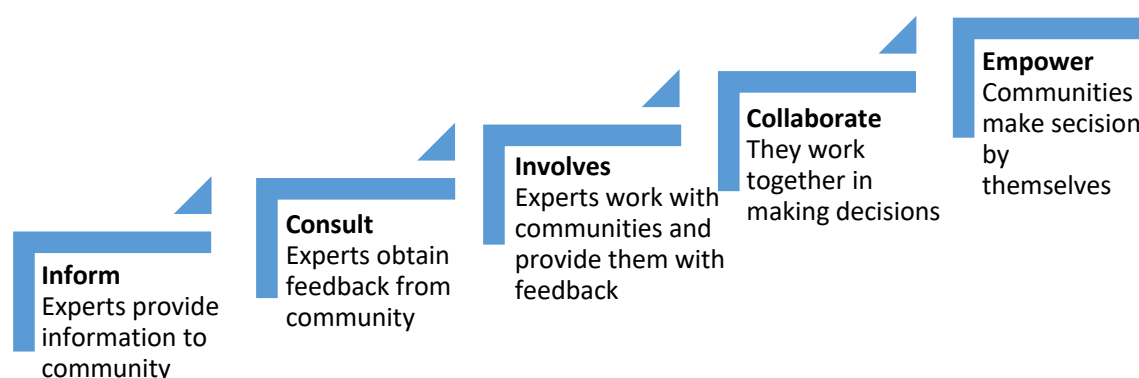 Inform
Experts provide
information to
community
Consult
Experts obtain
feedback from
community
Involves
Experts work with
communities and
provide them with
feedback
Collaborate
They work
together in
making decisions
Empower
Communities
make secision
by
themselves